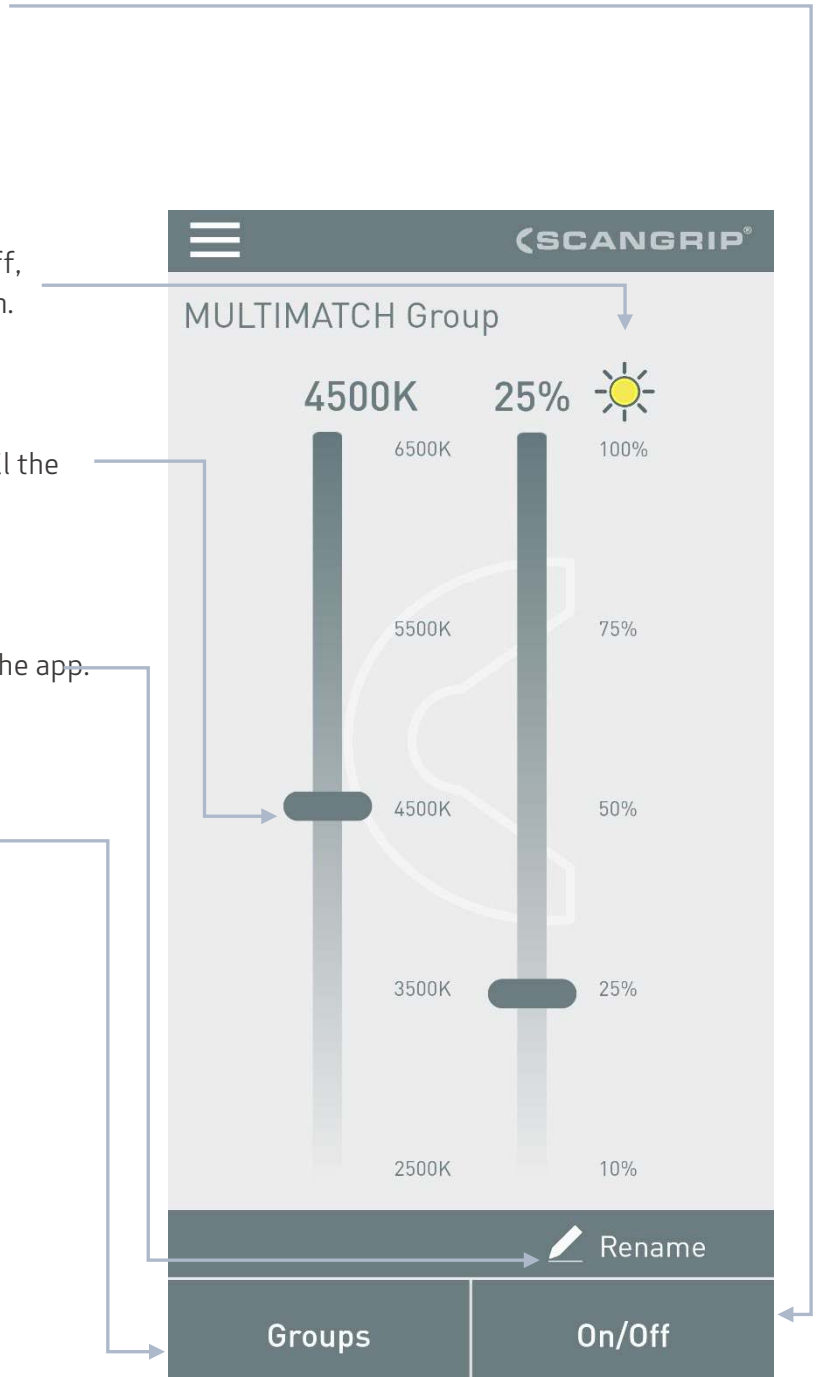 SCANGRIP®
ff,
n.
MULTIMATCH Group
4500K 25%
6500K 100%
l the
5500K 75%
he app.
4500K 50%
3500K 25%
2500K 10%
Rename
Groups On/Off